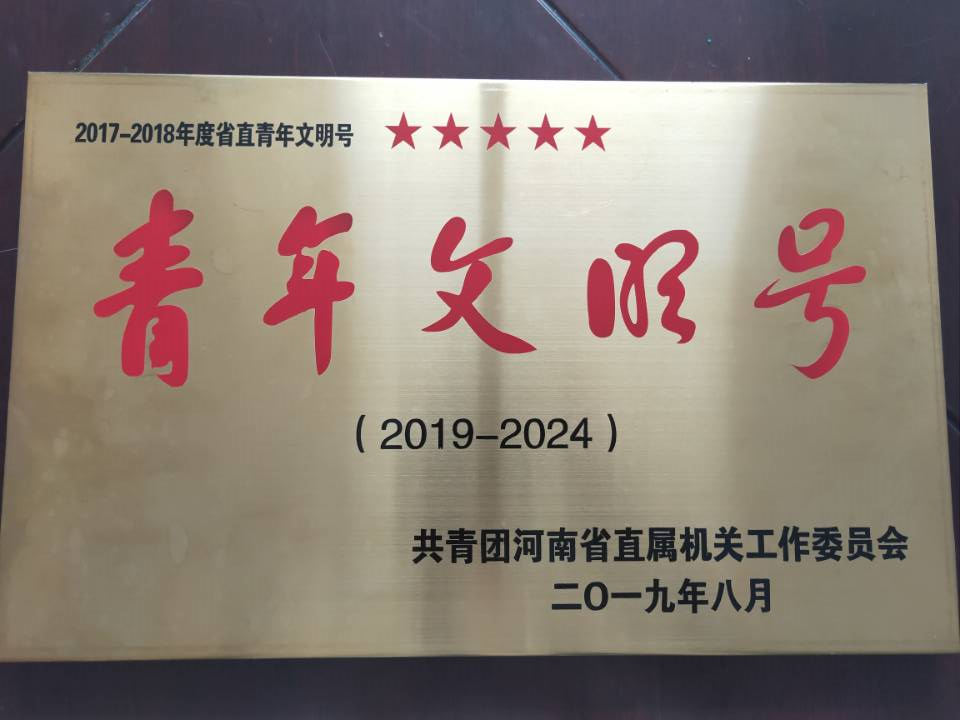 2017-2018年度省直青年文明号 ★★★★★
青年文明号
(2019-2024)
共青团河南省直属机关工作委员会
二O一九年八月